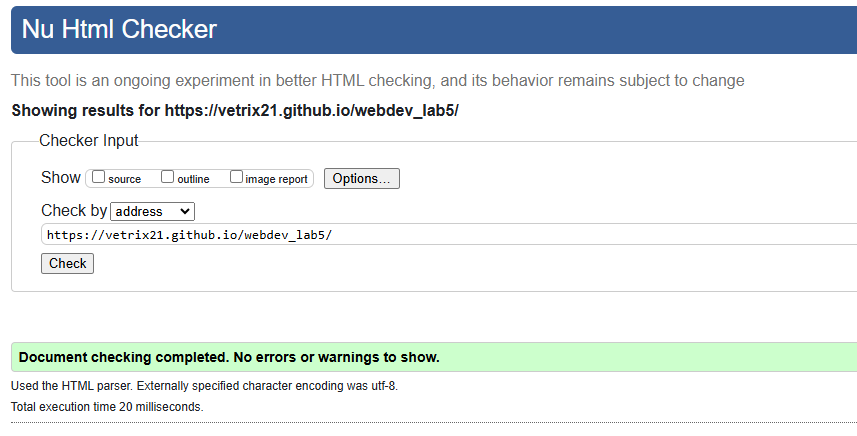 Nu Html Checker
This tool is an ongoing experiment in better HTML checking, and its behavior remains subject to change
Showing results for https://vetrix21.github.io/webdev_lab5/
Checker Input
Show source outline image report Options...
Check by address
https://vetrix21.github.io/webdev_lab5/
Check
Document checking completed. No errors or warnings to show.
Used the HTML parser. Externally specified character encoding was utf-8.
Total execution time 20 milliseconds.